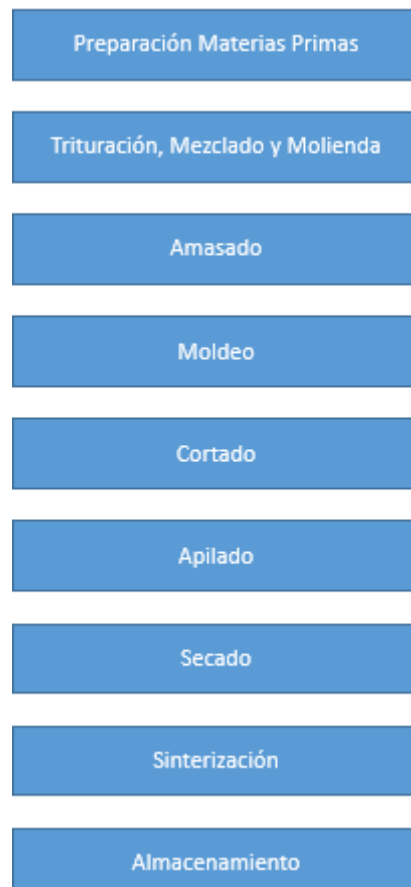 Preparación Materias Primas
Trituración, Mezclado y Molienda
Amasado
Moldeo
Cortado
Apilado
Secado
Sinterización
Almacenamiento